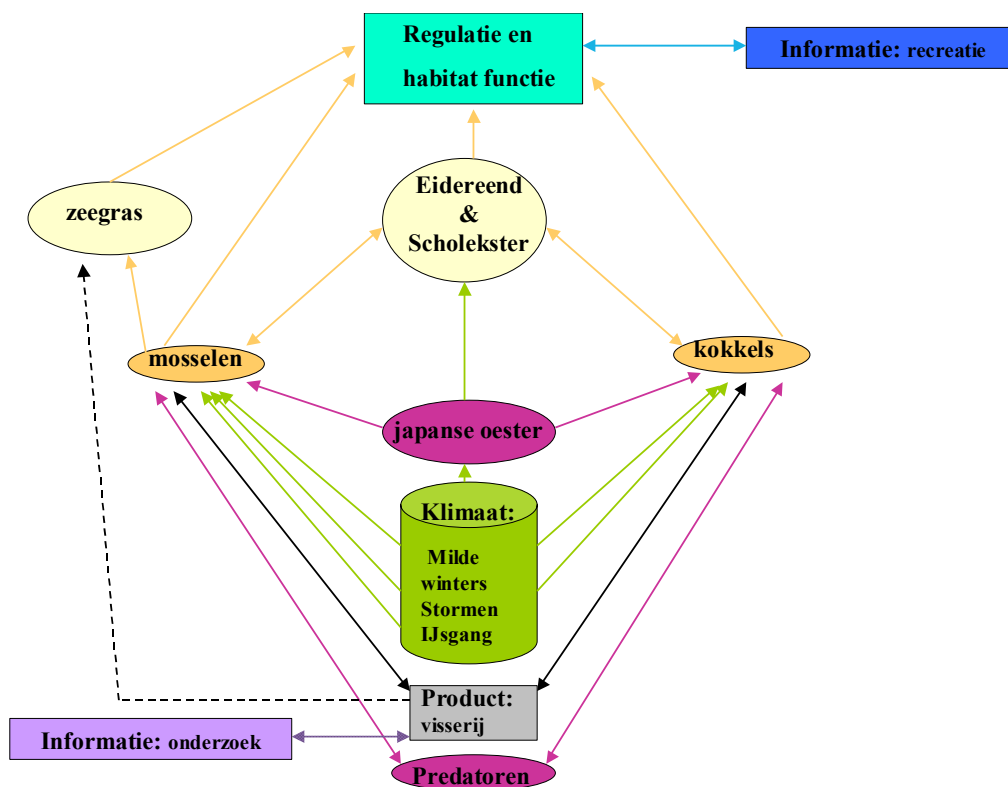 Regulatie en
habitat functie
Informatie: recreatie
Eidereend
&
Scholekster
zeegras
mosselen
kokkels
japanse oester
Klimaat:
Milde
winters
Stormen
IJsgang
Product:
visserij
Informatie: onderzoek
Predatoren